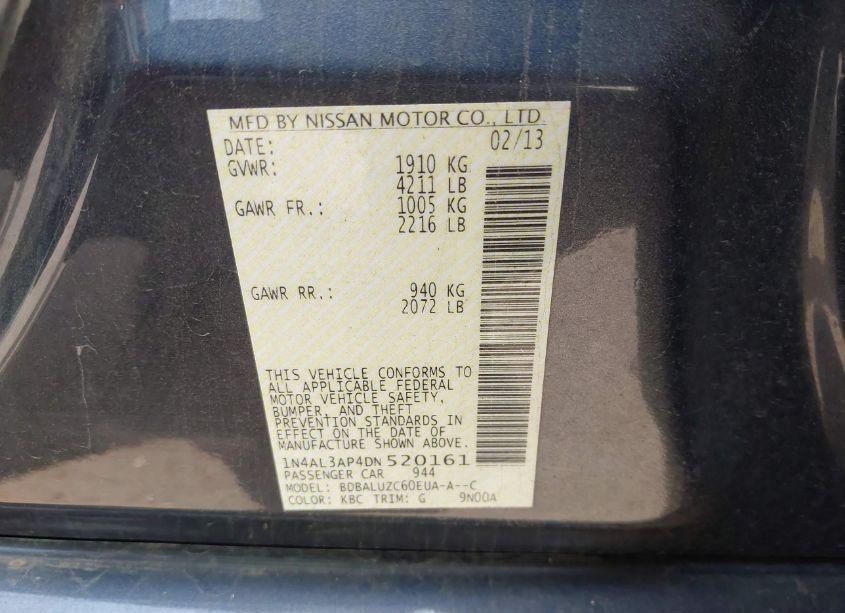 MFD BY NISSAN MOTOR CO., LTD.
DATE: 02/13
GVWR: 1910 KG
4211 LB
GAWR FR.: 1005 KG
2216 LB
GAWR RR.: 940 KG
2072 LB
THIS VEHICLE CONFORMS TO
ALL APPLICABLE FEDERAL
MOTOR VEHICLE SAFETY,
BUMPER, AND THEFT
PREVENTION STANDARDS IN
EFFECT ON THE DATE OF
MANUFACTURE SHOWN ABOVE.
1N4AL3AP4DN520161
PASSENGER CAR 944
MODEL: BDBALUZC60EUA-A--C
COLOR: KBC TRIM: G 9N00A